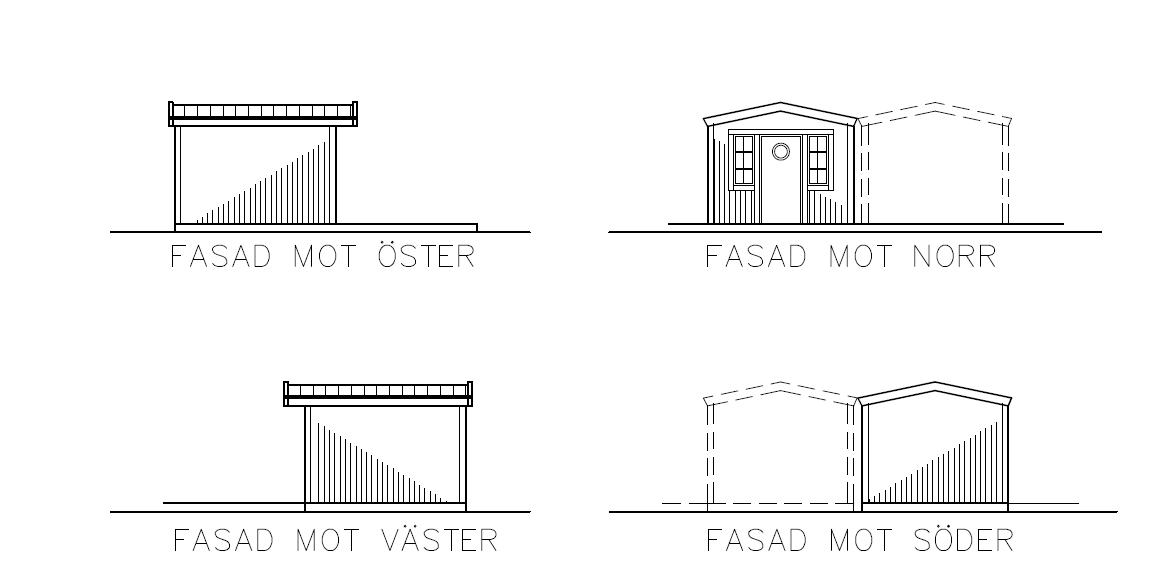 FASAD MOT ÖSTER
FASAD MOT NORR
FASAD MOT VÄSTER
FASAD MOT SÖDER